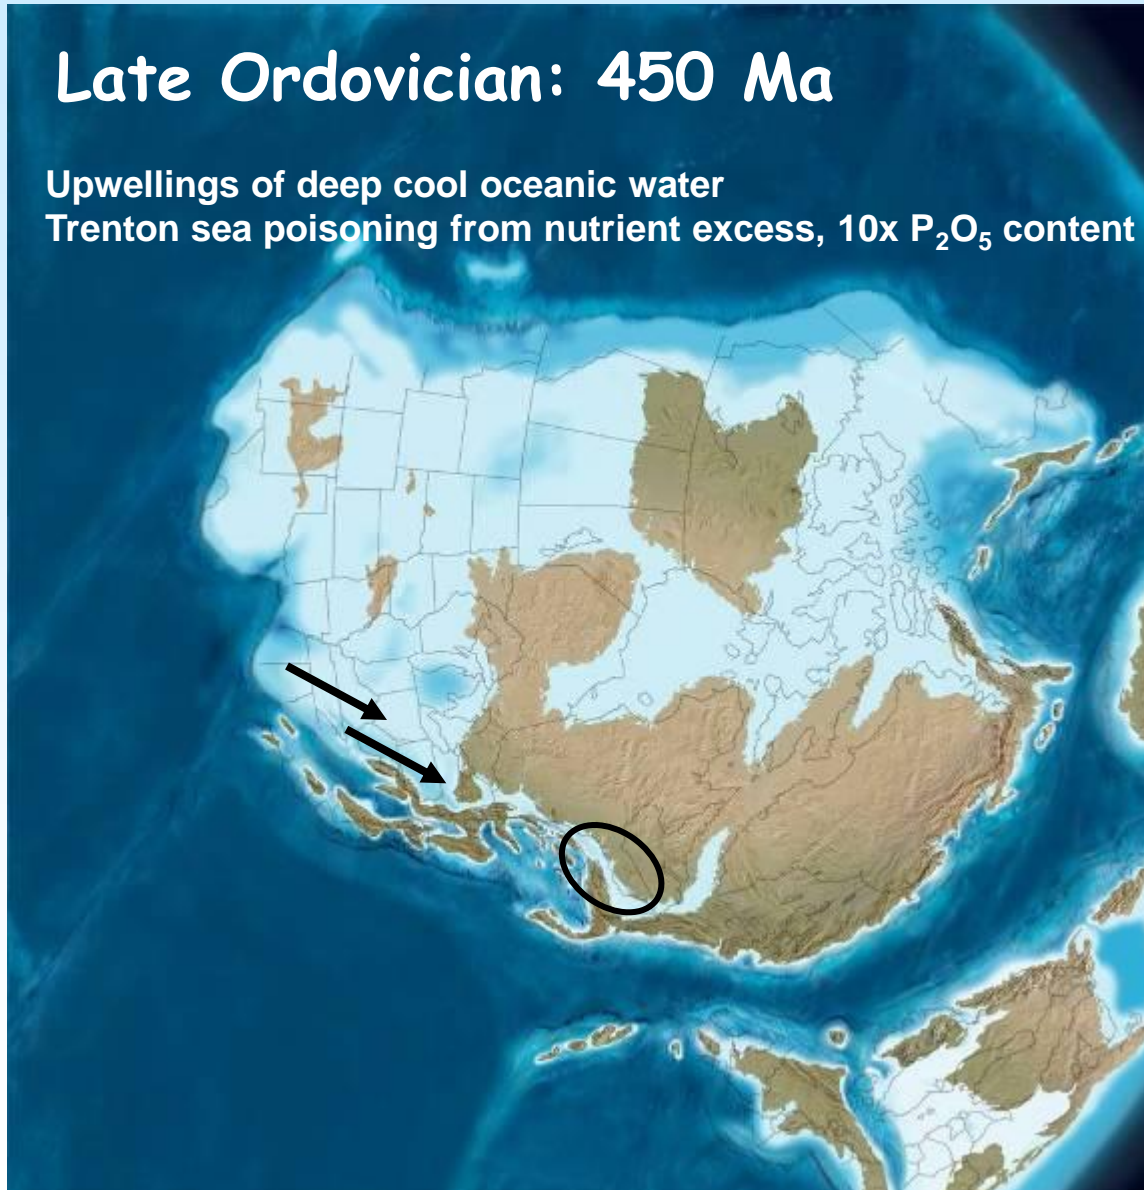 Late Ordovician: 450 Ma
Upwellings of deep cool oceanic water
Trenton sea poisoning from nutrient excess, 10x P₂O₅ content